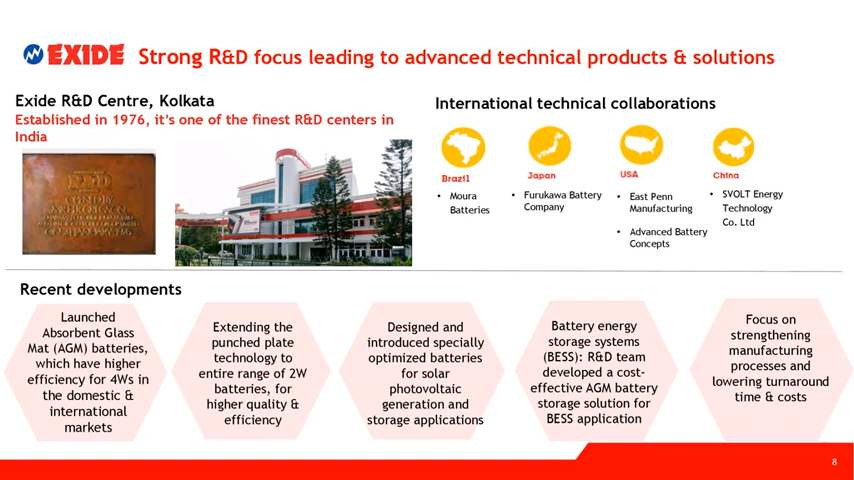 EXIDE Strong R&D focus leading to advanced technical products & solutions
Exide R&D Centre, Kolkata
Established in 1976, it's one of the finest R&D centers in
India
International technical collaborations
Brazil
Japan
USA
China
• Moura
Batteries
• Furukawa Battery
Company
• East Penn
Manufacturing
• Advanced Battery
Concepts
• SVOLT Energy
Technology
Co. Ltd
Recent developments
Launched
Absorbent Glass
Mat (AGM) batteries,
which have higher
efficiency for 4Ws in
the domestic &
international
markets
Extending the
punched plate
technology to
entire range of 2W
batteries, for
higher quality &
efficiency
Designed and
introduced specially
optimized batteries
for solar
photovoltaic
generation and
storage applications
Battery energy
storage systems
(BESS): R&D team
developed a cost-
effective AGM battery
storage solution for
BESS application
Focus on
strengthening
manufacturing
processes and
lowering turnaround
time & costs
8